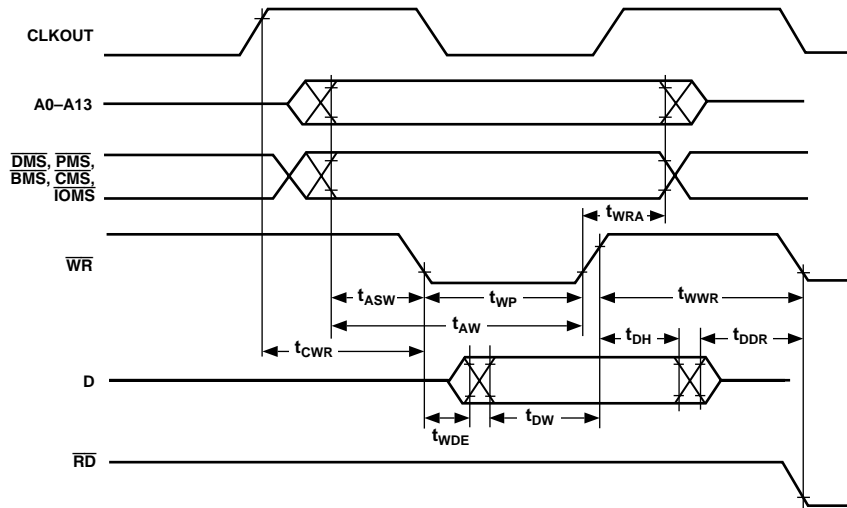 CLKOUT
A0–A13
DMS, PMS,
BMS, CMS,
IOMS
tWRA
WR
tASW
tWP
tWWR
tAW
tCWR
tDH
tDDR
D
tWDE
tDW
RD